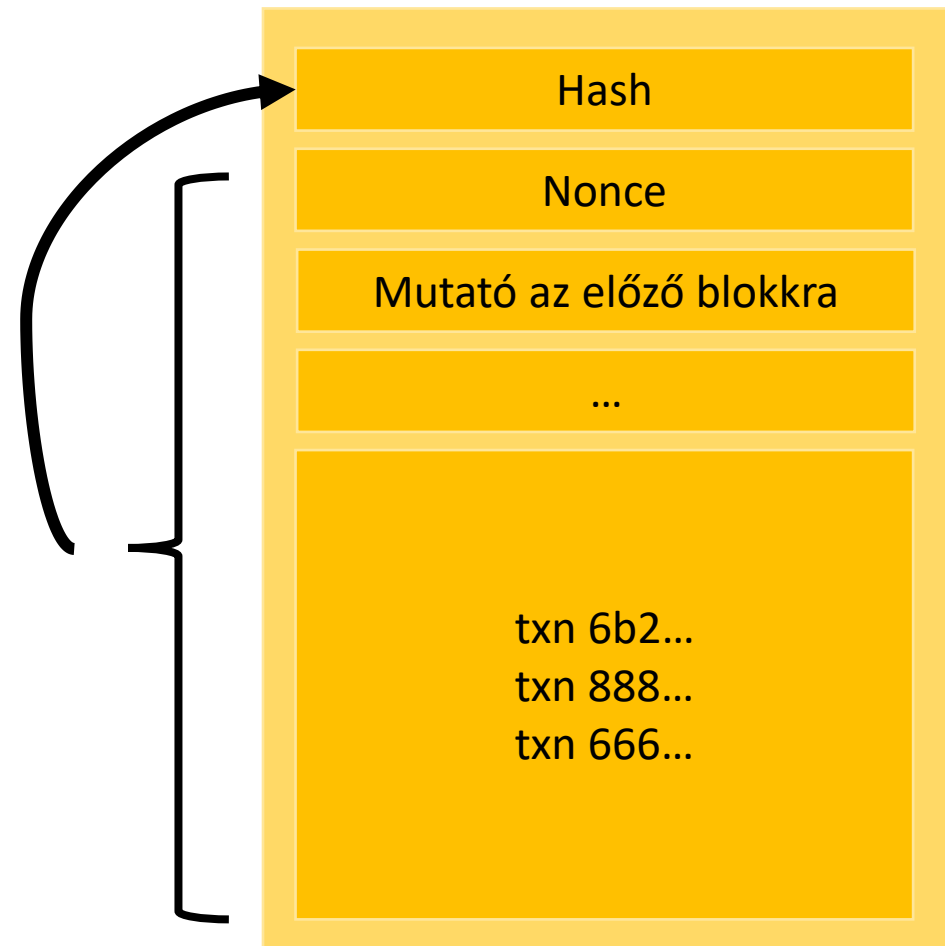 Hash
Nonce
Mutató az előző blokkra
…
txn 6b2…
txn 888…
txn 666…